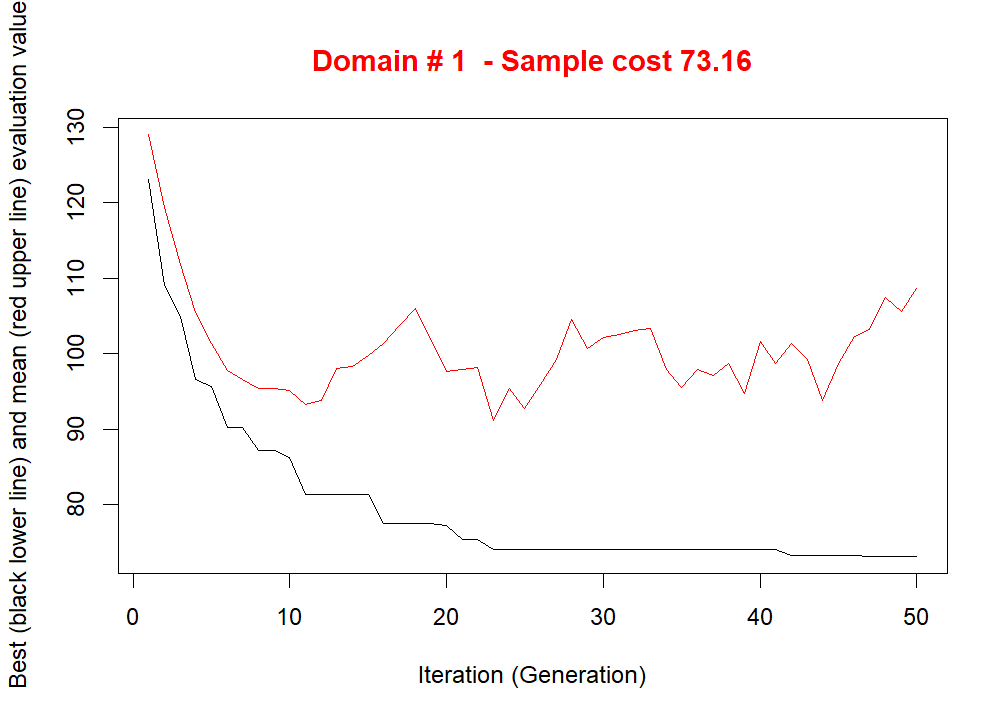 Domain # 1  - Sample cost 73.16
Best (black lower line) and mean (red upper line) evaluation value
130
120
110
100
90
80
0 10 20 30 40 50
Iteration (Generation)